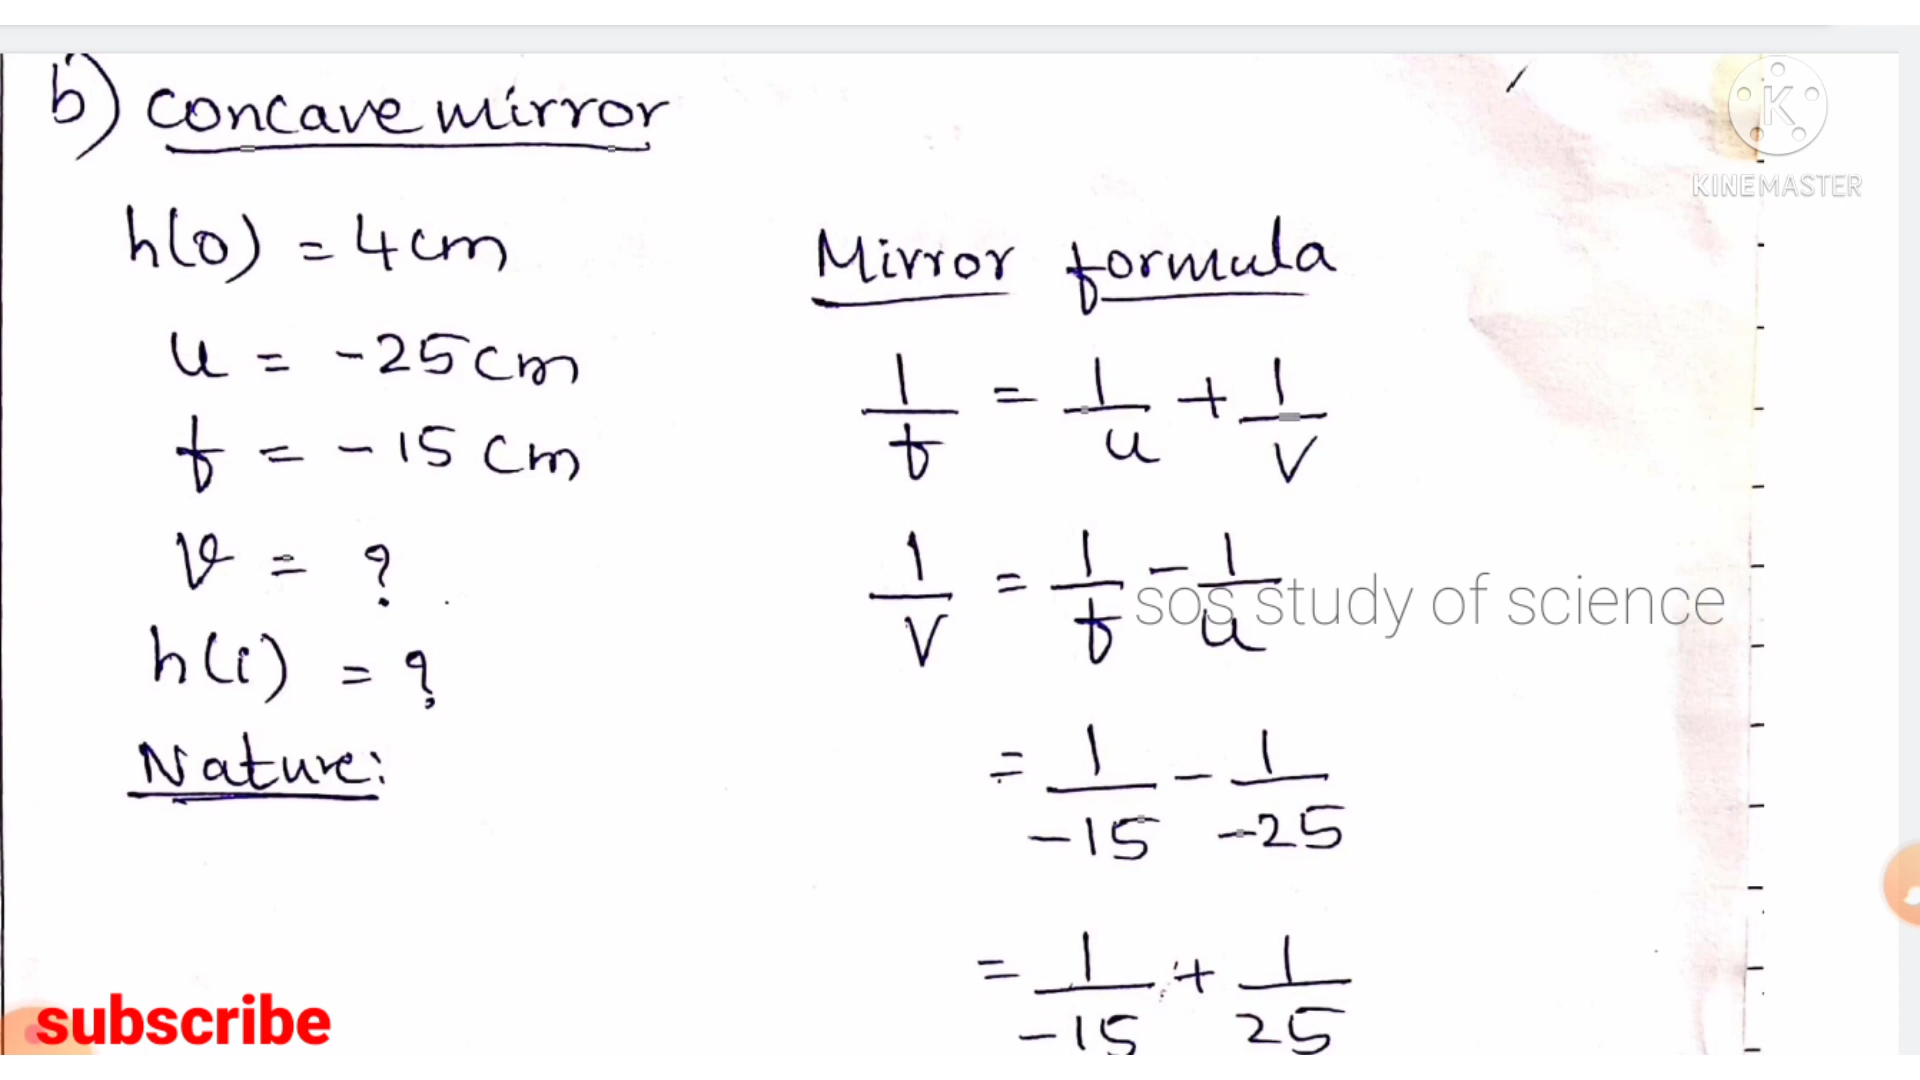 b) concave mirror
h(o) = 4cm
u = -25cm
f = -15 cm
v = ?
h(i) = ?
Nature:
Mirror formula
1/f = 1/u + 1/v
1/v = 1/f - 1/u
= 1/-15 - 1/-25
= 1/-15 + 1/25
sos study of science
K
KINEMASTER
subscribe